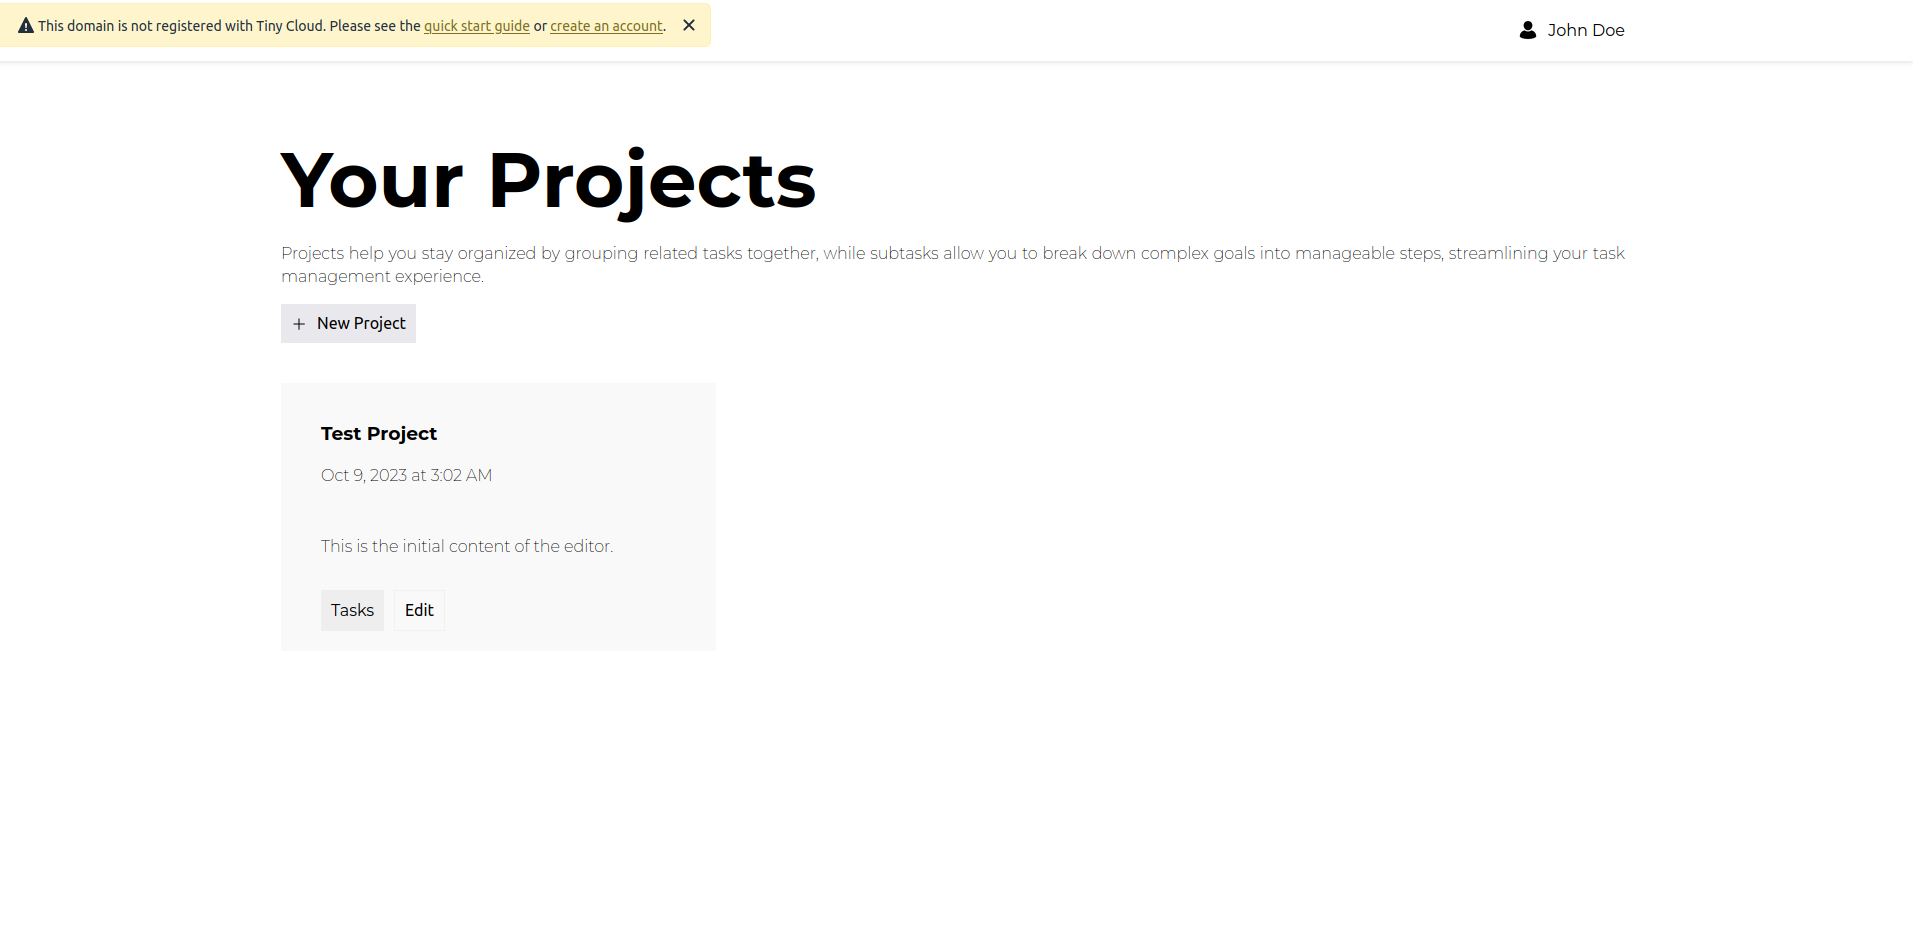 This domain is not registered with Tiny Cloud. Please see the quick start guide or create an account.
John Doe
Your Projects
Projects help you stay organized by grouping related tasks together, while subtasks allow you to break down complex goals into manageable steps, streamlining your task
management experience.
New Project
Test Project
Oct 9, 2023 at 3:02 AM
This is the initial content of the editor.
Tasks Edit